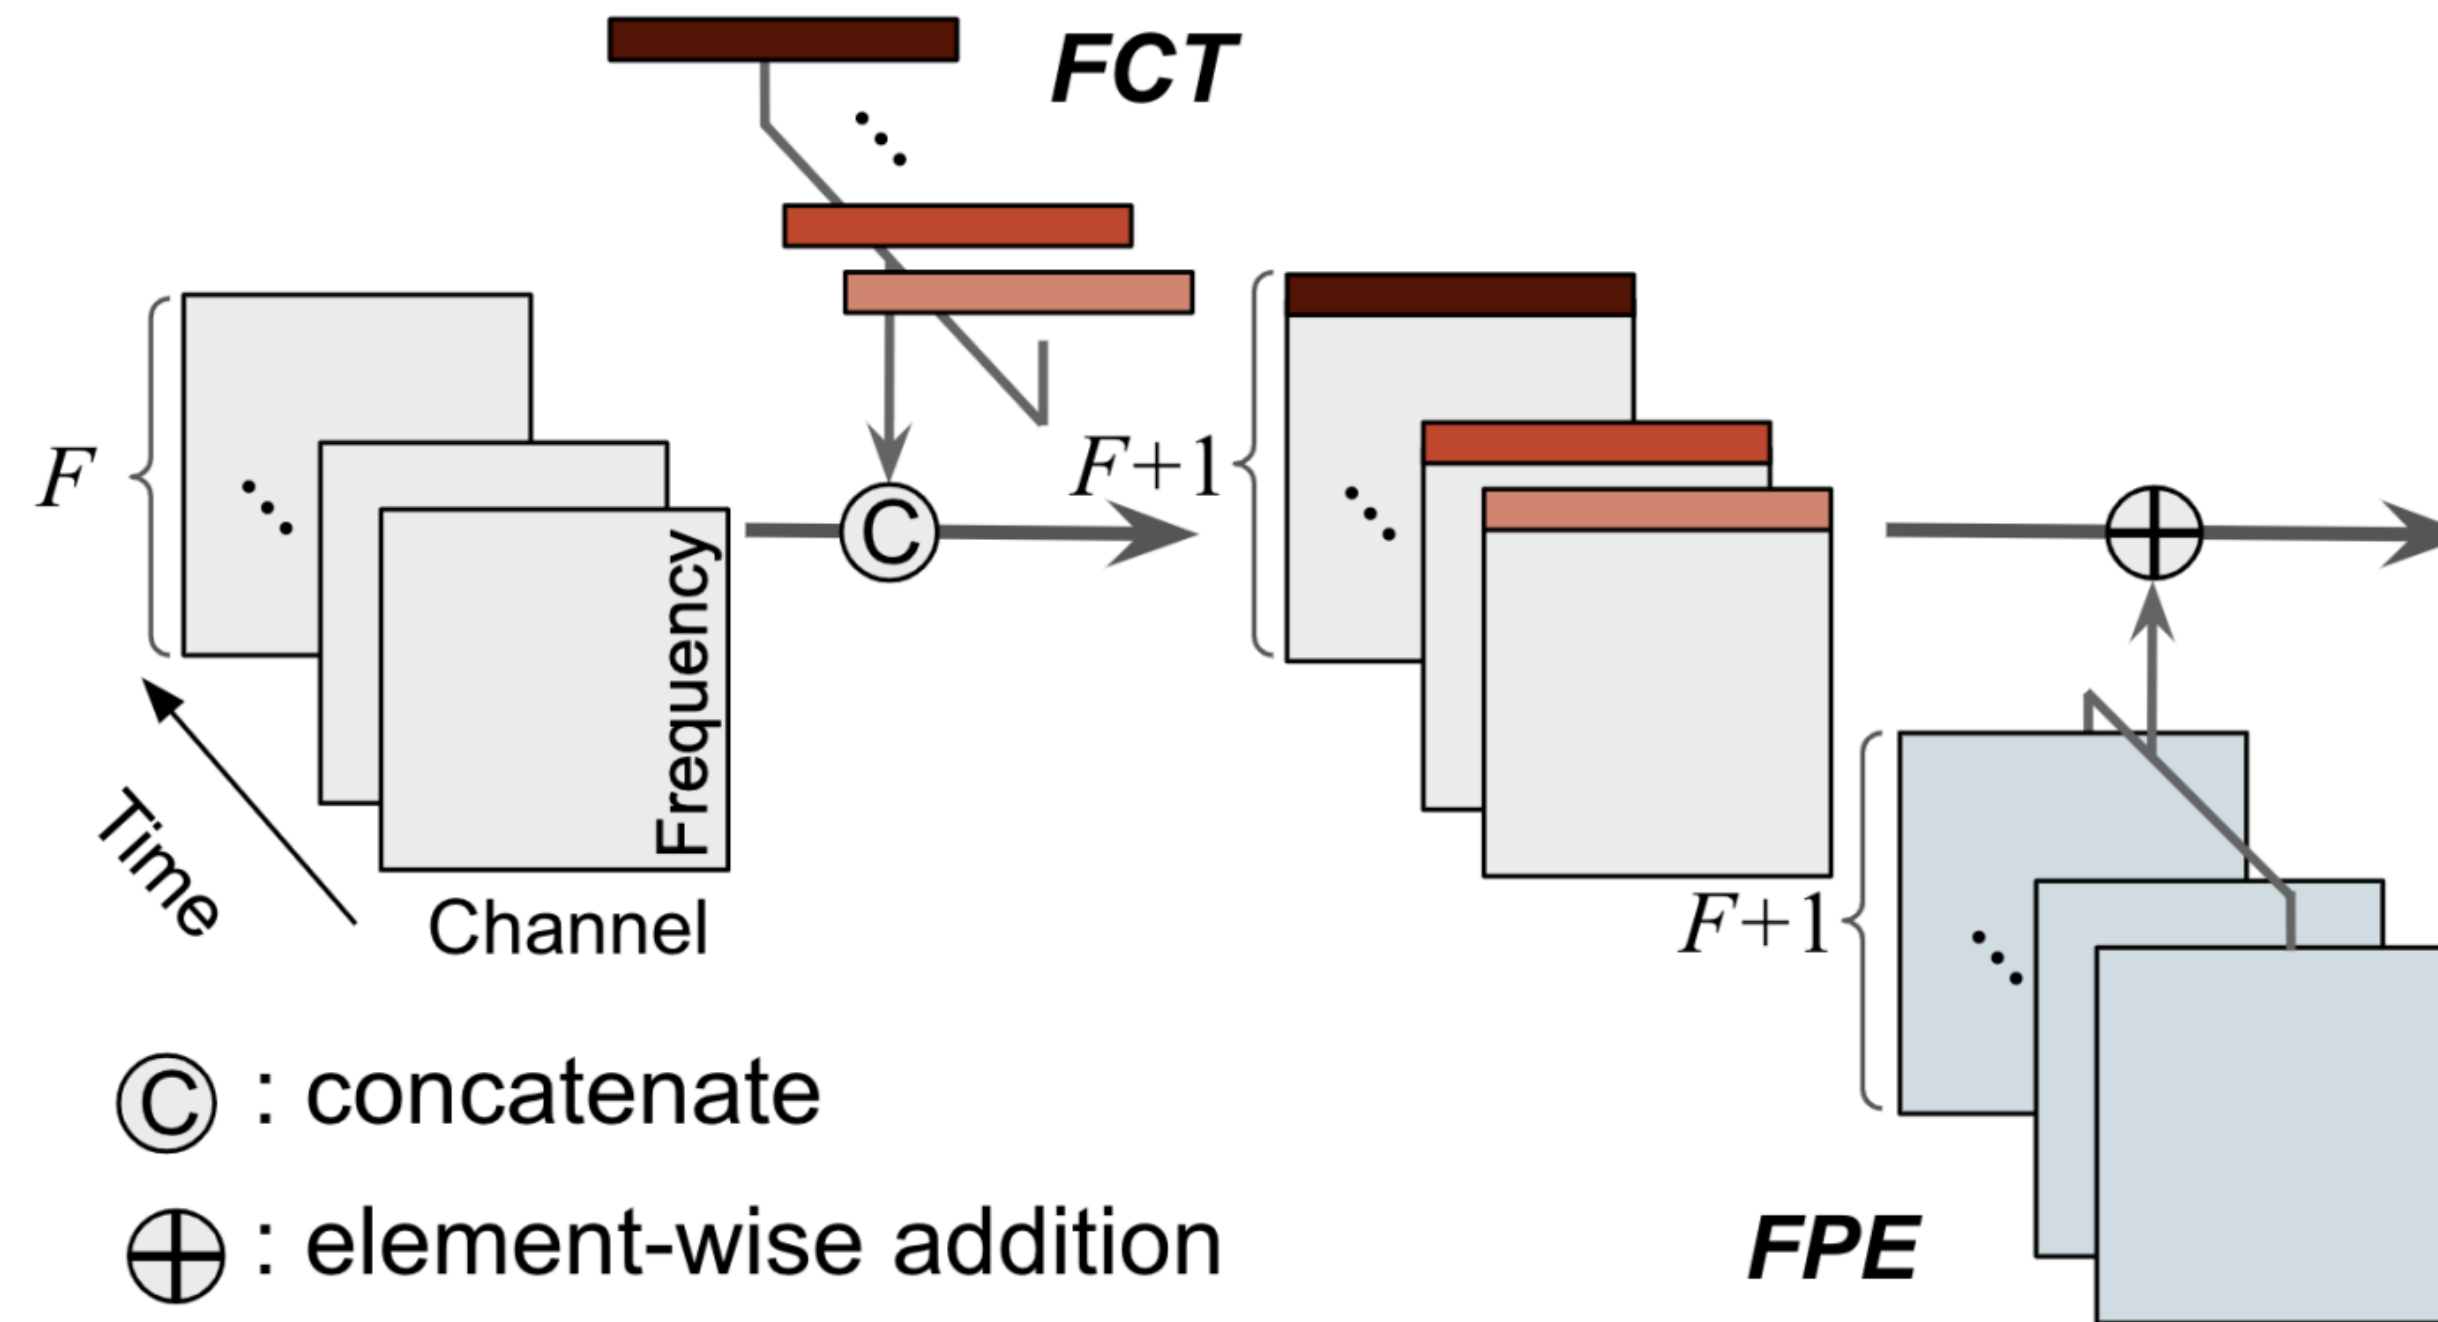 FCT
F
F+1
C
Frequency
Time
Channel
F+1
C : concatenate
⊕ : element-wise addition
FPE